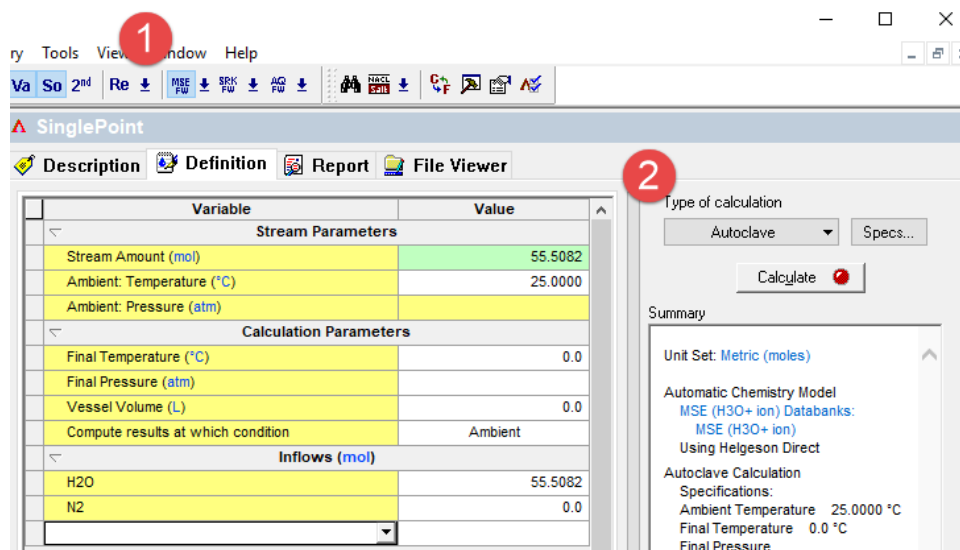 1
ry Tools View Window Help
Va So 2nd Re MSE FW SRK FW AQ FW NACL Salt C F
SinglePoint
Description Definition Report File Viewer
2
Type of calculation
Autoclave Specs...
Calculate
Variable Value
Stream Parameters
Stream Amount (mol) 55.5082
Ambient: Temperature (°C) 25.0000
Ambient: Pressure (atm)
Calculation Parameters
Final Temperature (°C) 0.0
Final Pressure (atm)
Vessel Volume (L) 0.0
Compute results at which condition Ambient
Inflows (mol)
H2O 55.5082
N2 0.0
Summary
Unit Set: Metric (moles)
Automatic Chemistry Model
MSE (H3O+ ion) Databanks:
MSE (H3O+ ion)
Using Helgeson Direct
Autoclave Calculation
Specifications:
Ambient Temperature 25.0000 °C
Final Temperature 0.0 °C
Final Pressure